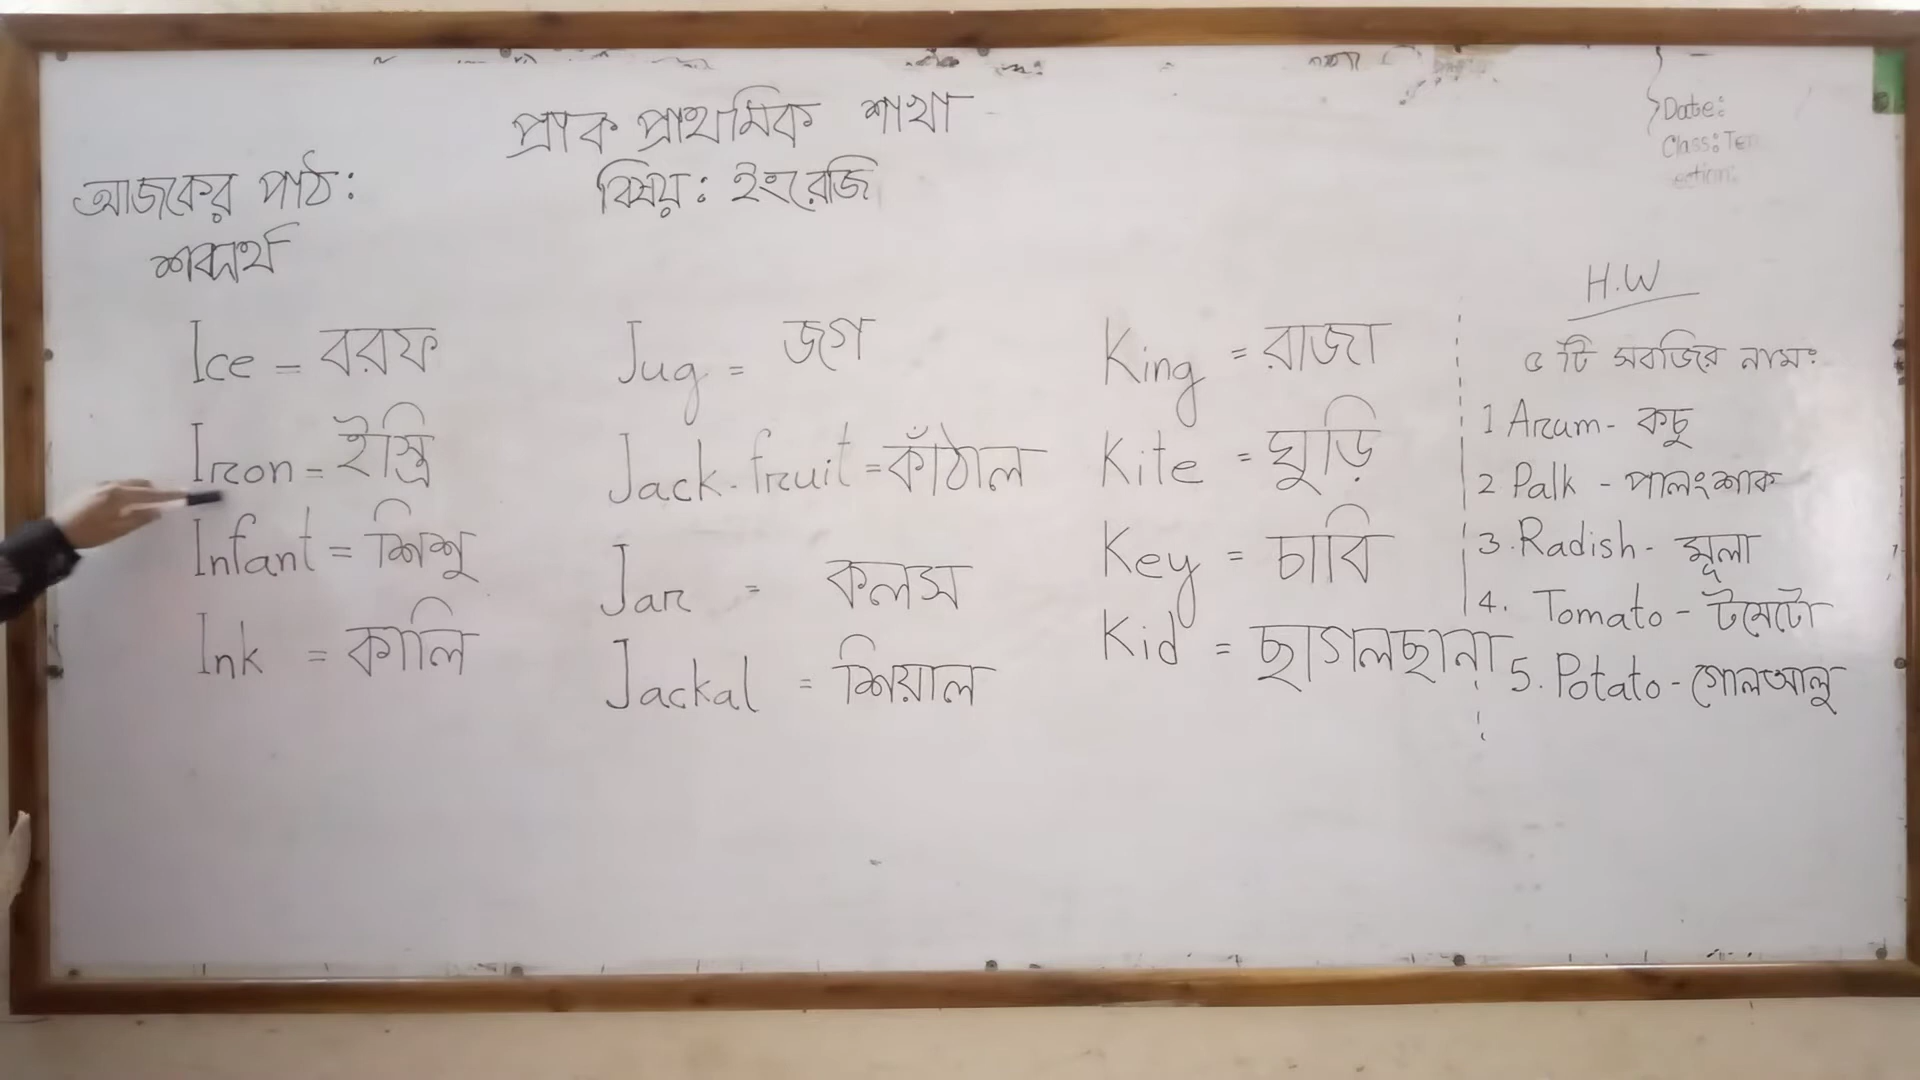 প্রাক প্রাথমিক শাখা
বিষয়: ইংরেজি
আজকের পাঠ:
শব্দার্থ
Date:
Class: Ten
Ice = বরফ
Iron = ইস্ত্রি
Infant = শিশু
Ink = কালি
Jug = জগ
Jack-fruit = কাঁঠাল
Jar = কলস
Jackal = শিয়াল
King = রাজা
Kite = ঘুড়ি
Key = চাবি
Kid = ছাগলছানা
H.W
৫ টি সবজির নাম:
1 Arum - কচু
2 Palk - পালংশাক
3. Radish - মূলা
4. Tomato - টমেটো
5. Potato - গোলআলু